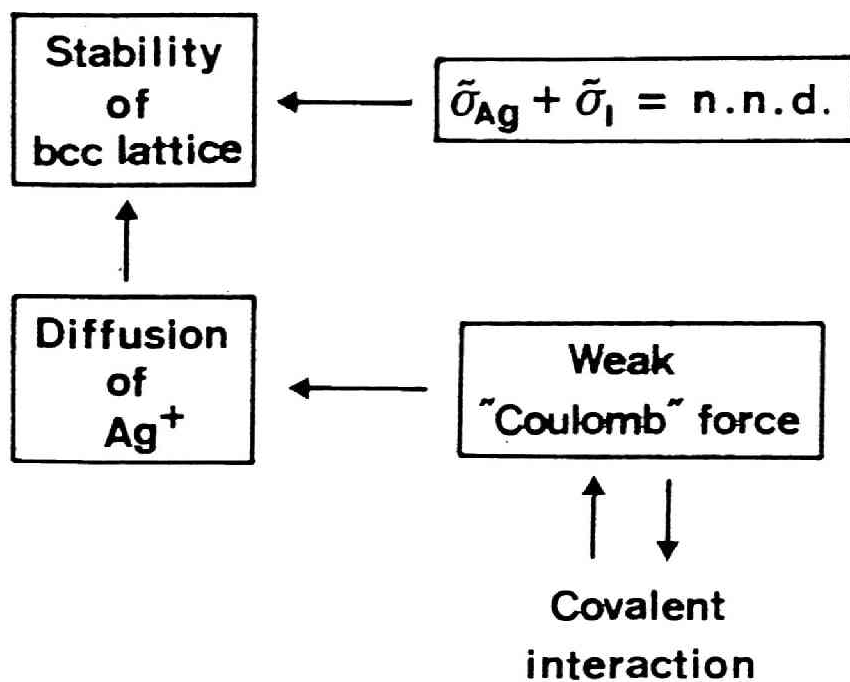 Stability
of
bcc lattice
σ̃Ag + σ̃I = n.n.d.
Diffusion
of
Ag⁺
Weak
"Coulomb" force
Covalent
interaction